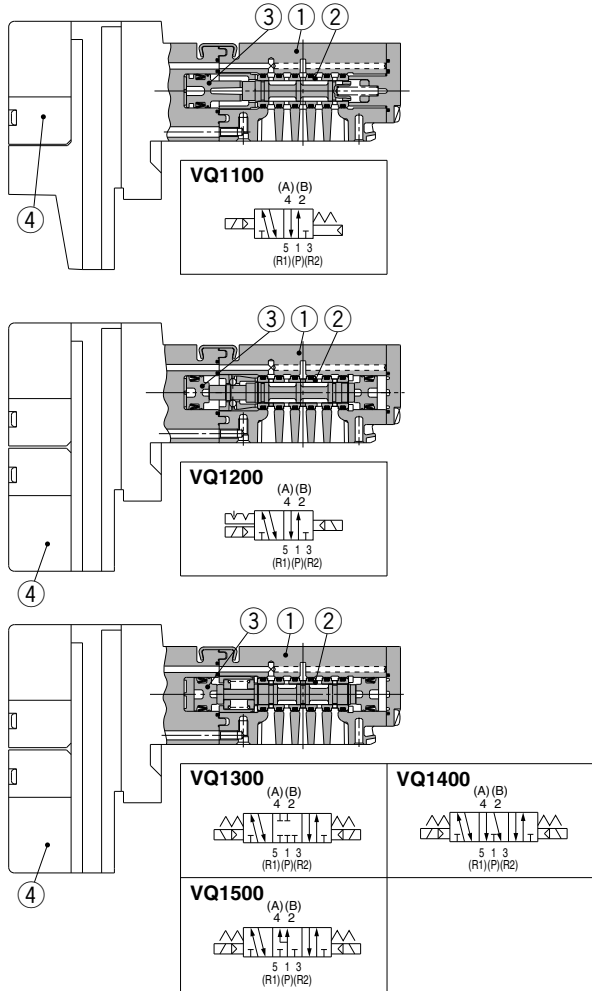 ③ ① ②
④
VQ1100
(A) (B)
4 2
5 1 3
(R1)(P)(R2)
③ ① ②
④
VQ1200
(A) (B)
4 2
5 1 3
(R1)(P)(R2)
③ ① ②
④
VQ1300
(A) (B)
4 2
5 1 3
(R1)(P)(R2)
VQ1400
(A) (B)
4 2
5 1 3
(R1)(P)(R2)
VQ1500
(A) (B)
4 2
5 1 3
(R1)(P)(R2)